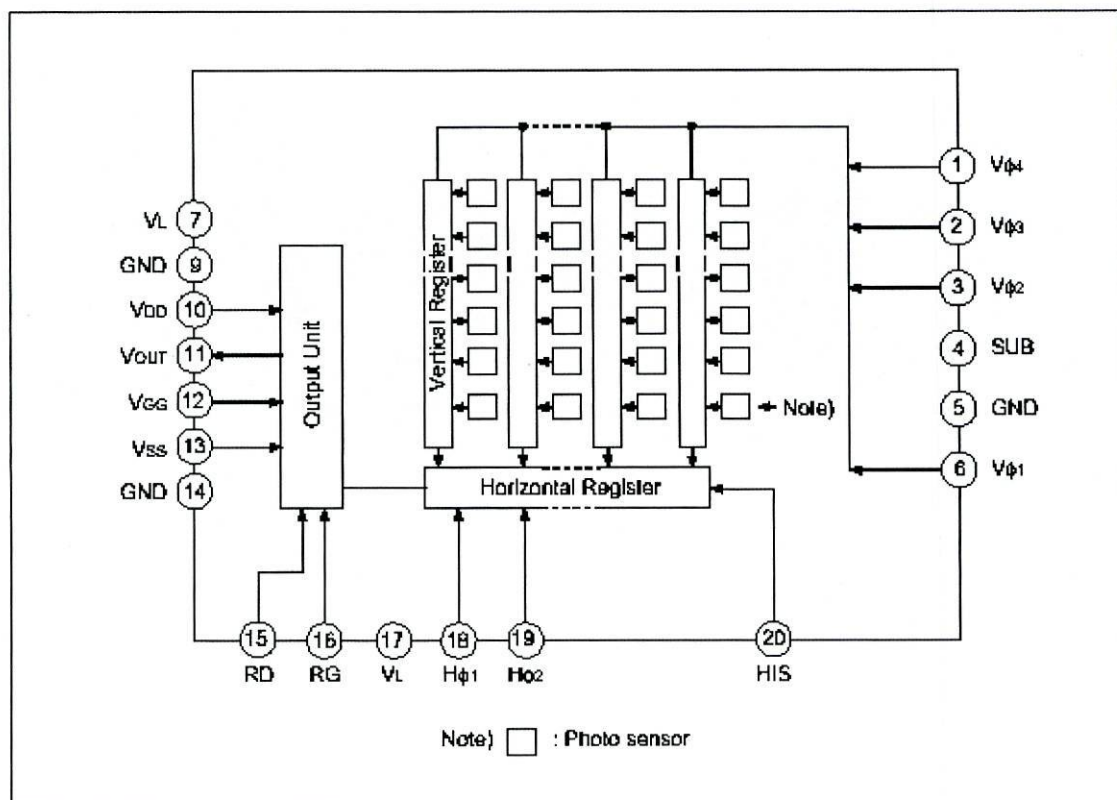 1 Vϕ4
2 Vϕ3
3 Vϕ2
4 SUB
5 GND
6 Vϕ1
VL 7
GND 9
VDD 10
VOUT 11
VGG 12
VSS 13
GND 14
Output Unit
Vertical Register
Note)
Horizontal Register
15 16 17 18 19 20
RD RG VL Hϕ1 Hϕ2 HIS
Note) : Photo sensor